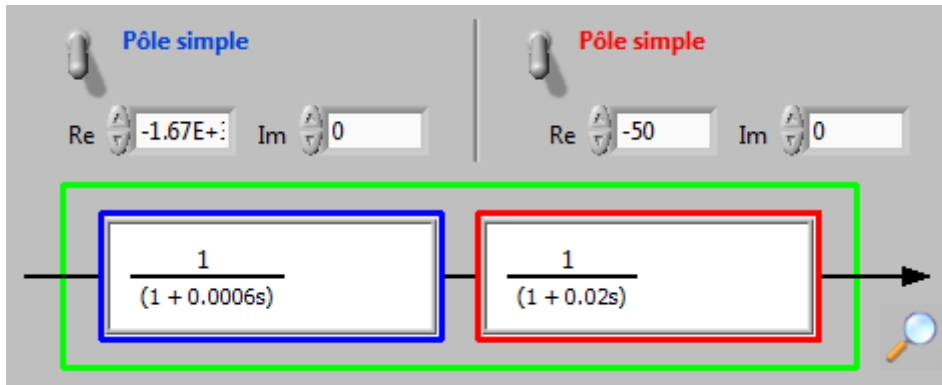 Pôle simple Pôle simple
Re -1.67E+ Im 0 Re -50 Im 0
1 1
(1 + 0.0006s) (1 + 0.02s)